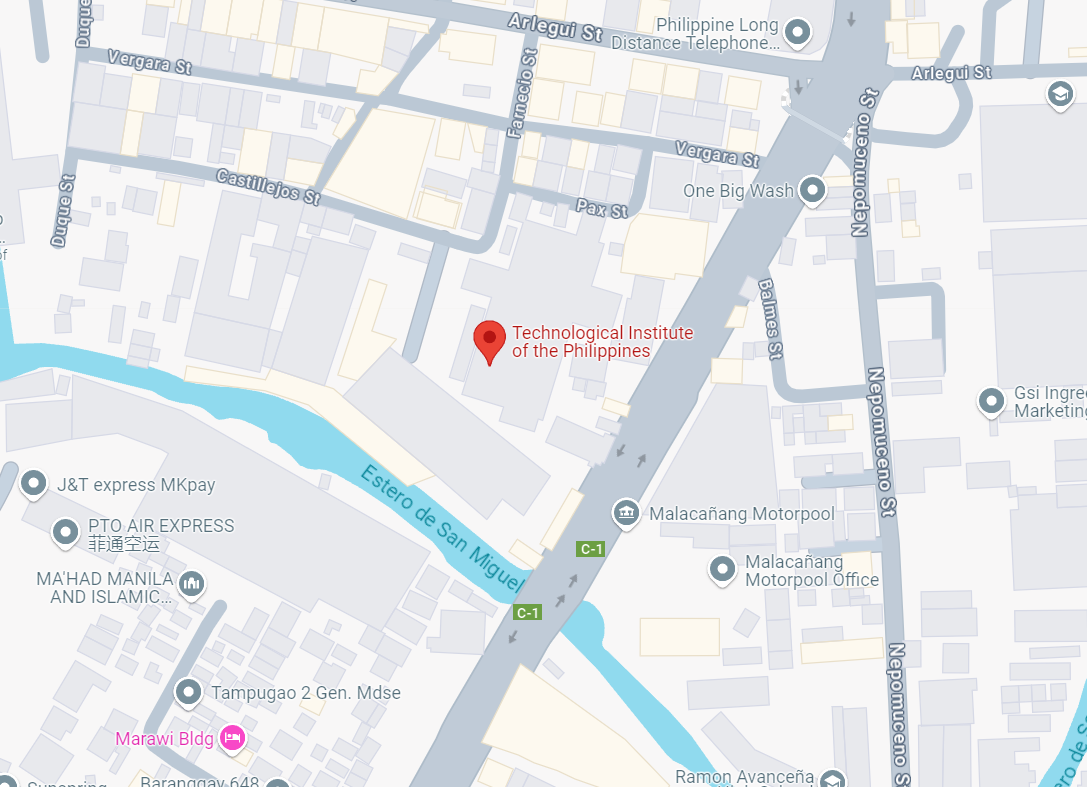 Duque St
Arlegui St
Philippine Long
Distance Telephone...
Vergara St
Farnecio St
Arlegui St
Nepomuceno St
Vergara St
Castillejos St
Duque St
Pax St
One Big Wash
Balmes St
Technological Institute
of the Philippines
Nepomuceno St
Gsi Ingre
Marketing
J&T express MKpay
Estero de San Miguel
Malacañang Motorpool
PTO AIR EXPRESS
菲通空运
C-1
Malacañang
Motorpool Office
MA'HAD MANILA
AND ISLAMIC...
C-1
Nepomuceno St
Tampugao 2 Gen. Mdse
Marawi Bldg
Barangay 648
Ramon Avanceña